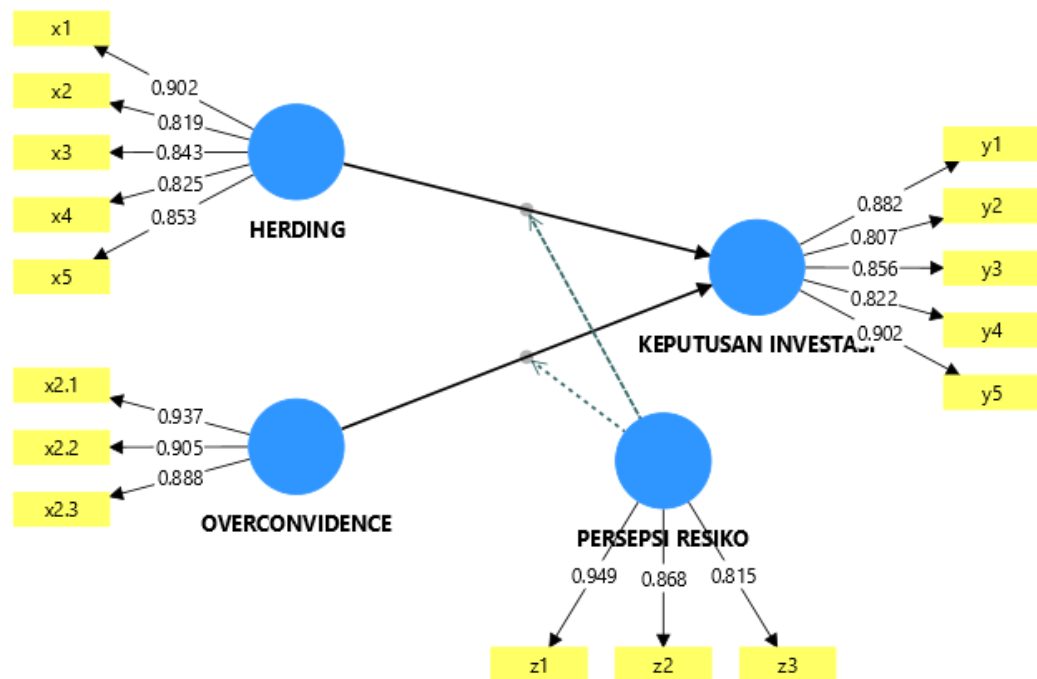 x1
0.902
x2
0.819
x3
0.843
x4
0.825
x5
0.853
HERDING
x2.1
0.937
x2.2
0.905
x2.3
0.888
OVERCONVIDENCE
y1
0.882
y2
0.807
y3
0.856
y4
0.822
y5
0.902
KEPUTUSAN INVESTASI
PERSEPSI RESIKO
0.949
0.868
0.815
z1
z2
z3